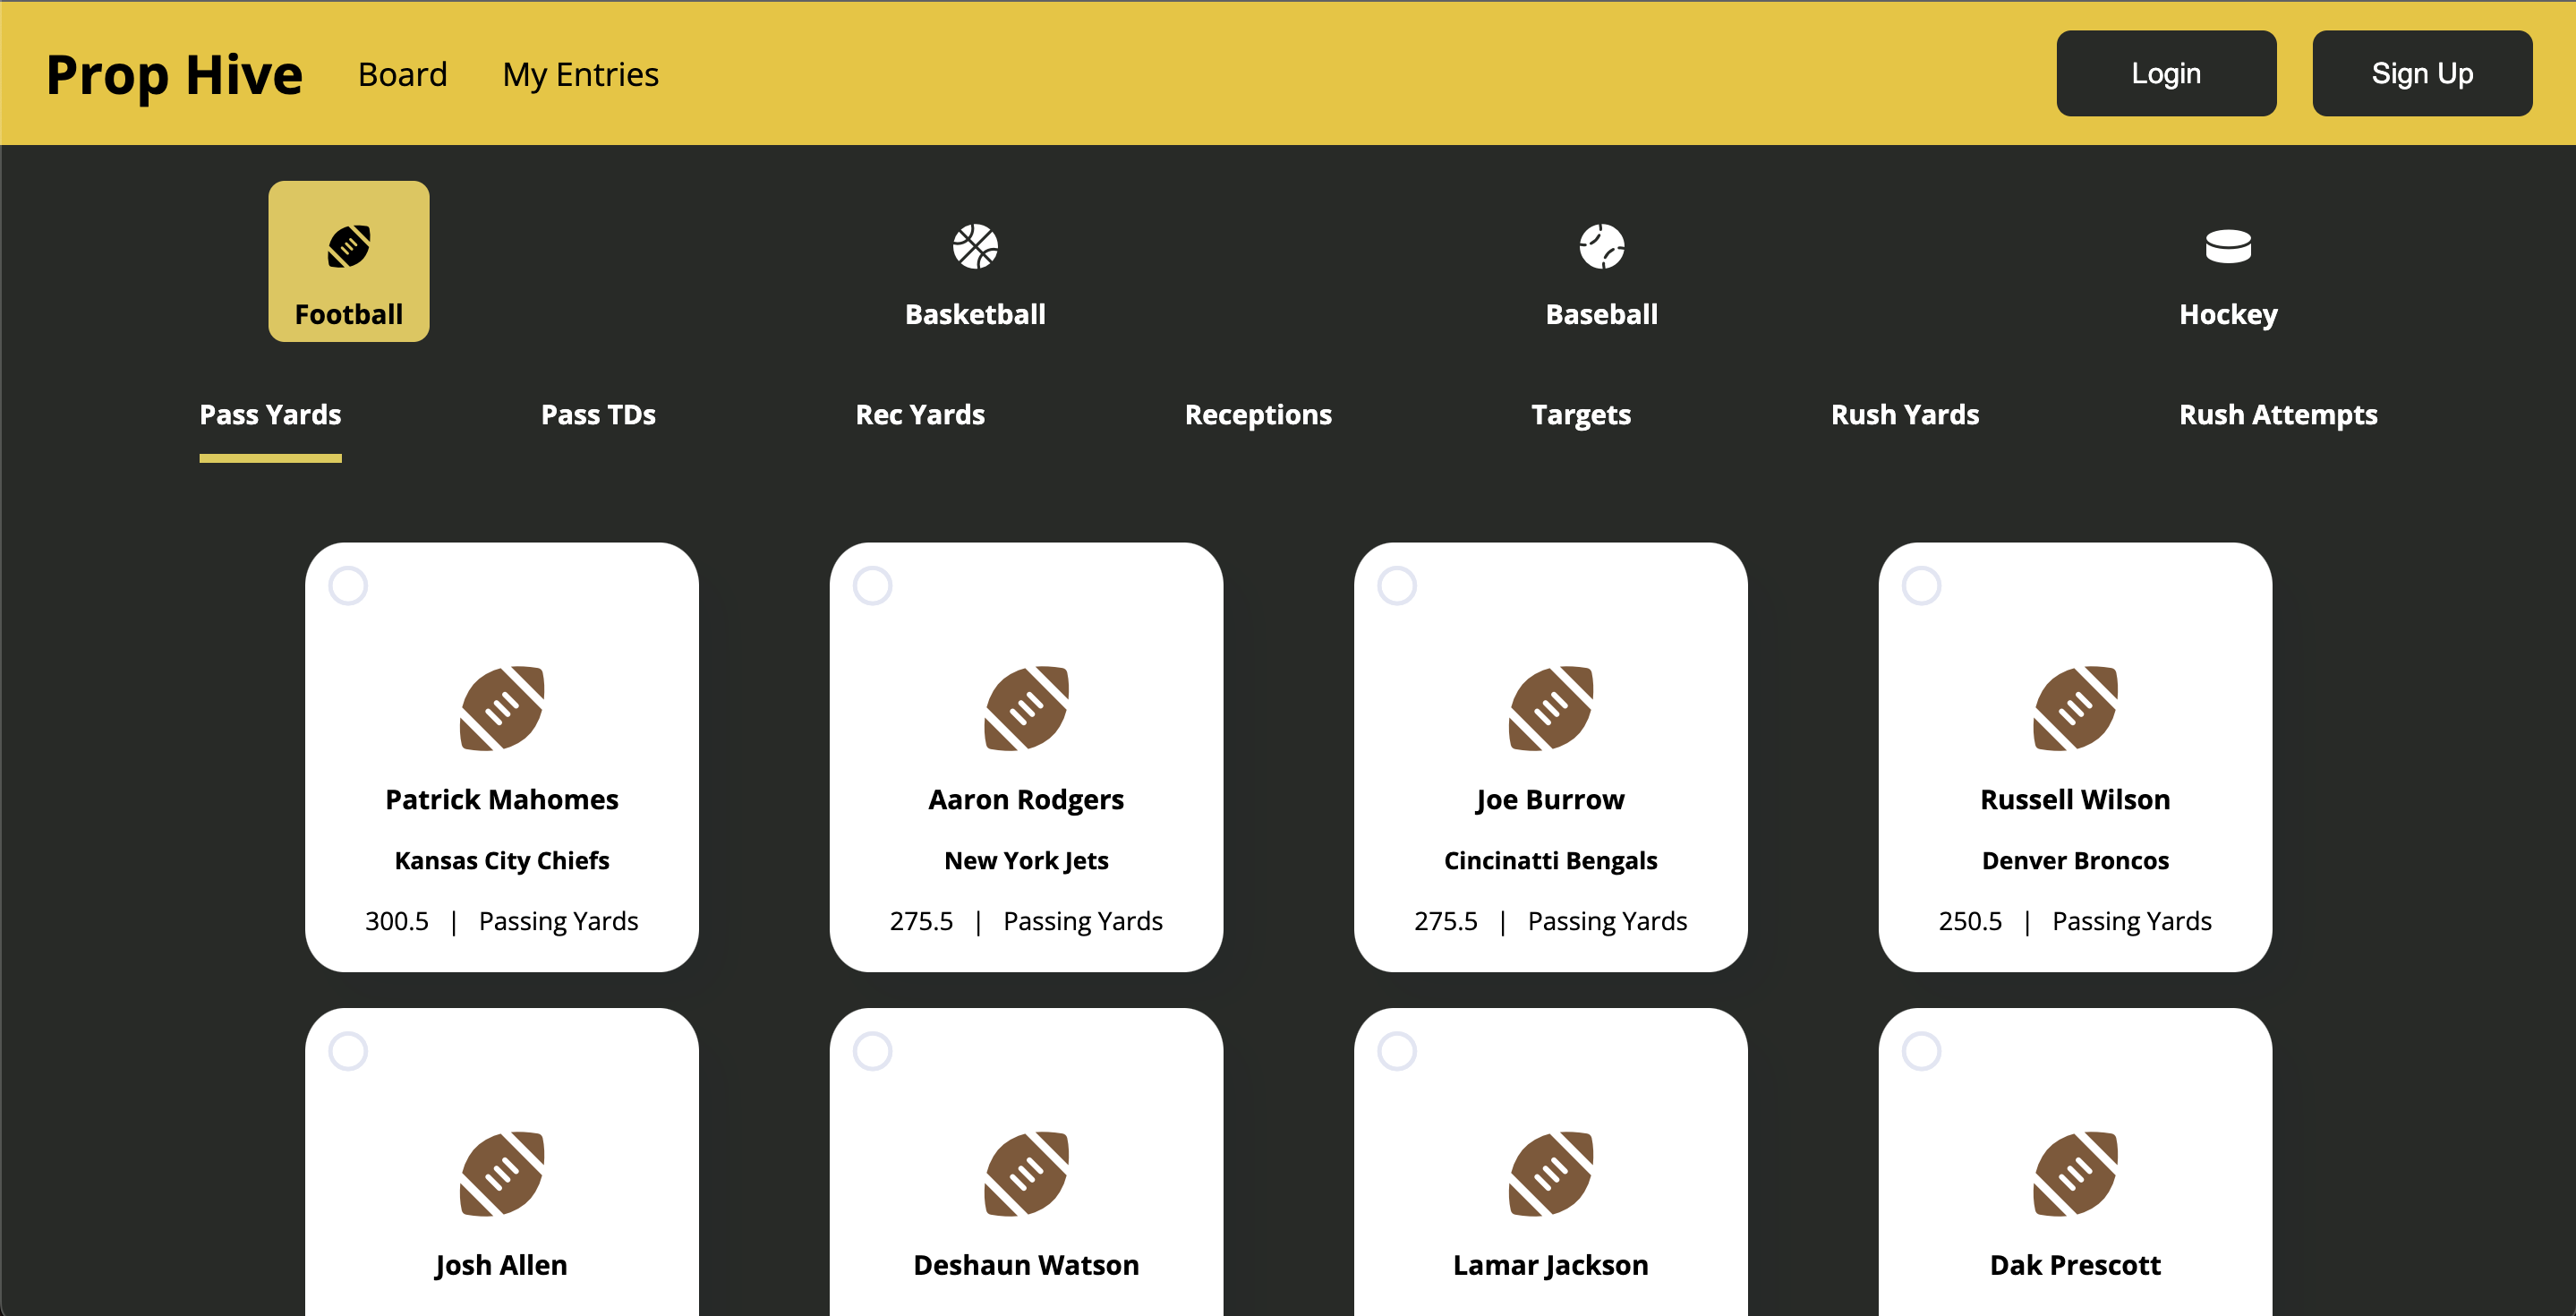 Prop Hive Board My Entries Login Sign Up
Football Basketball Baseball Hockey
Pass Yards Pass TDs Rec Yards Receptions Targets Rush Yards Rush Attempts
Patrick Mahomes
Kansas City Chiefs
300.5 | Passing Yards
Aaron Rodgers
New York Jets
275.5 | Passing Yards
Joe Burrow
Cincinatti Bengals
275.5 | Passing Yards
Russell Wilson
Denver Broncos
250.5 | Passing Yards
Josh Allen
Deshaun Watson
Lamar Jackson
Dak Prescott